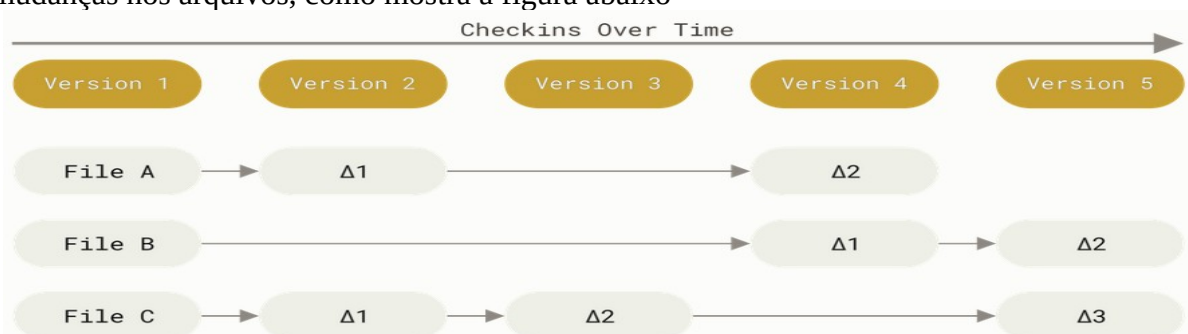 mudanças nos arquivos, como mostra a figura abaixo
Checkins Over Time
Version 1 Version 2 Version 3 Version 4 Version 5
File A Δ1 Δ2
File B Δ1 Δ2
File C Δ1 Δ2 Δ3